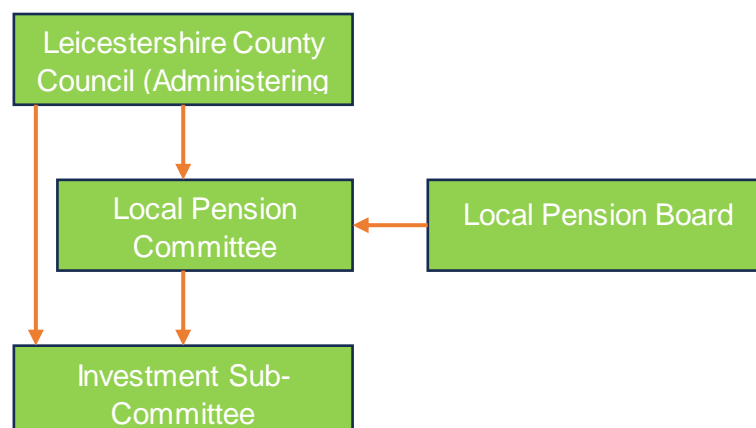 Leicestershire County
Council (Administering
Local Pension
Committee
Local Pension Board
Investment Sub-
Committee